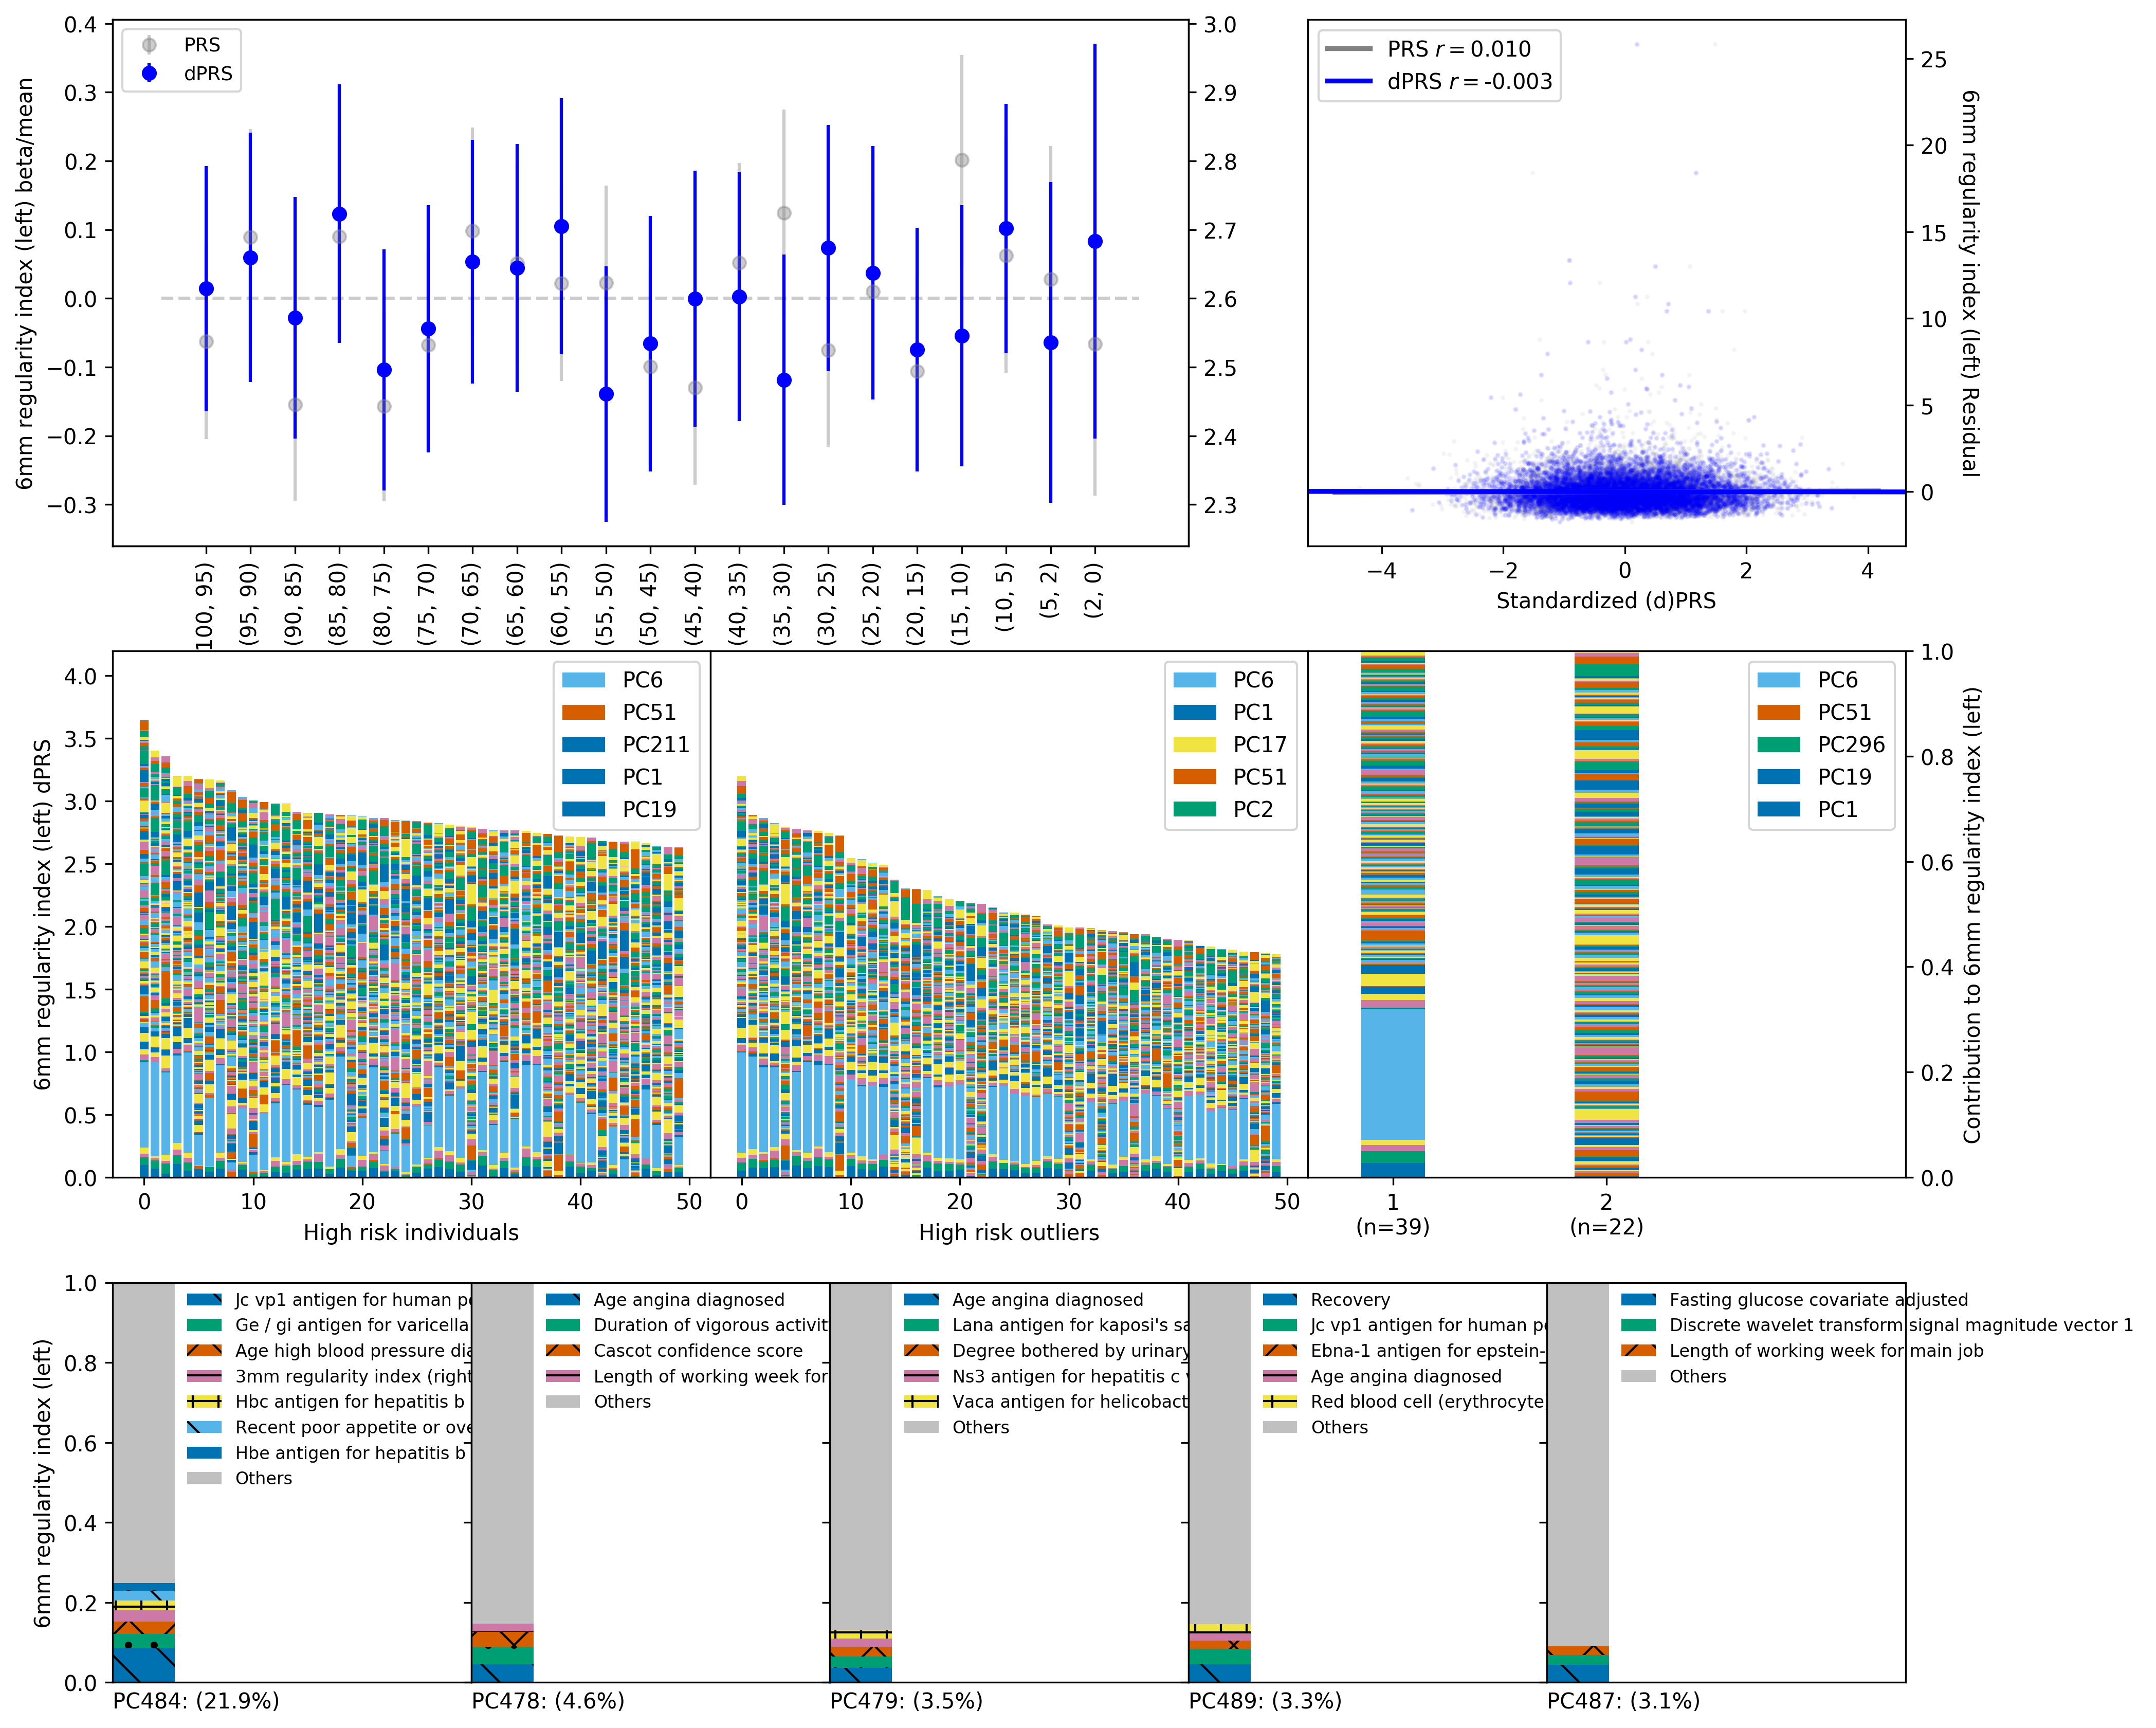 0.4
0.3
0.2
0.1
0.0
−0.1
−0.2
−0.3
6mm regularity index (left) beta/mean
PRS
dPRS
3.0
2.9
2.8
2.7
2.6
2.5
2.4
2.3
100, 95)
(95, 90)
(90, 85)
(85, 80)
(80, 75)
(75, 70)
(70, 65)
(65, 60)
(60, 55)
(55, 50)
(50, 45)
(45, 40)
(40, 35)
(35, 30)
(30, 25)
(25, 20)
(20, 15)
(15, 10)
(10, 5)
(5, 2)
(2, 0)
PRS r = 0.010
dPRS r = -0.003
25
20
15
10
5
0
6mm regularity index (left) Residual
−4
−2
0
2
4
Standardized (d)PRS
4.0
3.5
3.0
2.5
2.0
1.5
1.0
0.5
0.0
6mm regularity index (left) dPRS
PC6
PC51
PC211
PC1
PC19
0
10
20
30
40
50
High risk individuals
PC6
PC1
PC17
PC51
PC2
0
10
20
30
40
50
High risk outliers
PC6
PC51
PC296
PC19
PC1
1
(n=39)
2
(n=22)
1.0
0.8
0.6
0.4
0.2
0.0
Contribution to 6mm regularity index (left)
1.0
0.8
0.6
0.4
0.2
0.0
6mm regularity index (left)
Jc vp1 antigen for human po
Ge / gi antigen for varicella
Age high blood pressure dia
3mm regularity index (right
Hbc antigen for hepatitis b
Recent poor appetite or ove
Hbe antigen for hepatitis b
Others
PC484: (21.9%)
Age angina diagnosed
Duration of vigorous activit
Cascot confidence score
Length of working week for
Others
PC478: (4.6%)
Age angina diagnosed
Lana antigen for kaposi's sa
Degree bothered by urinary
Ns3 antigen for hepatitis c v
Vaca antigen for helicobact
Others
PC479: (3.5%)
Recovery
Jc vp1 antigen for human po
Ebna-1 antigen for epstein-
Age angina diagnosed
Red blood cell (erythrocyte
Others
PC489: (3.3%)
Fasting glucose covariate adjusted
Discrete wavelet transform signal magnitude vector 1
Length of working week for main job
Others
PC487: (3.1%)